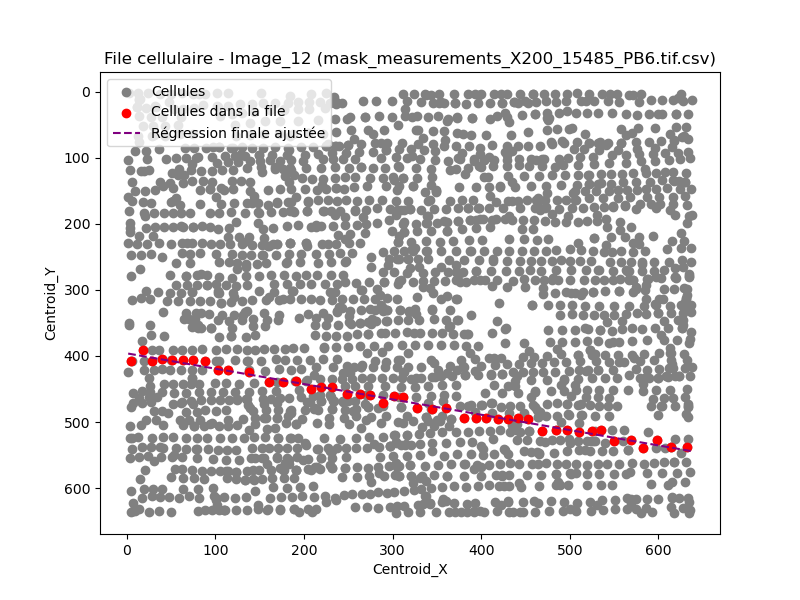 File cellulaire - Image_12 (mask_measurements_X200_15485_PB6.tif.csv)
Cellules
Cellules dans la file
Régression finale ajustée
Centroid_Y
0
100
200
300
400
500
600
0 100 200 300 400 500 600
Centroid_X